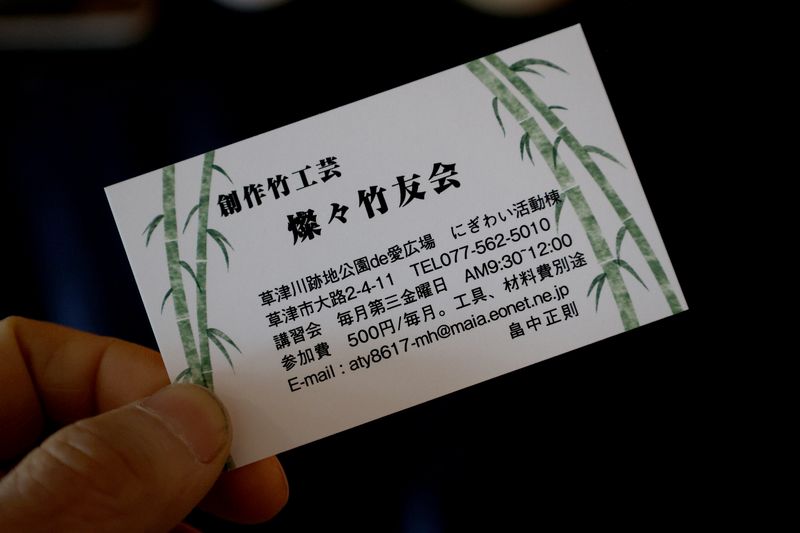 創作竹工芸
燦々竹友会
草津川跡地公園de愛広場　にぎわい活動棟
草津市大路2-4-11　TEL077-562-5010
講習会　毎月第三金曜日　AM9:30~12:00
参加費　500円/毎月。工具、材料費別途
E-mail : aty8617-mh@maia.eonet.ne.jp
畠中正則